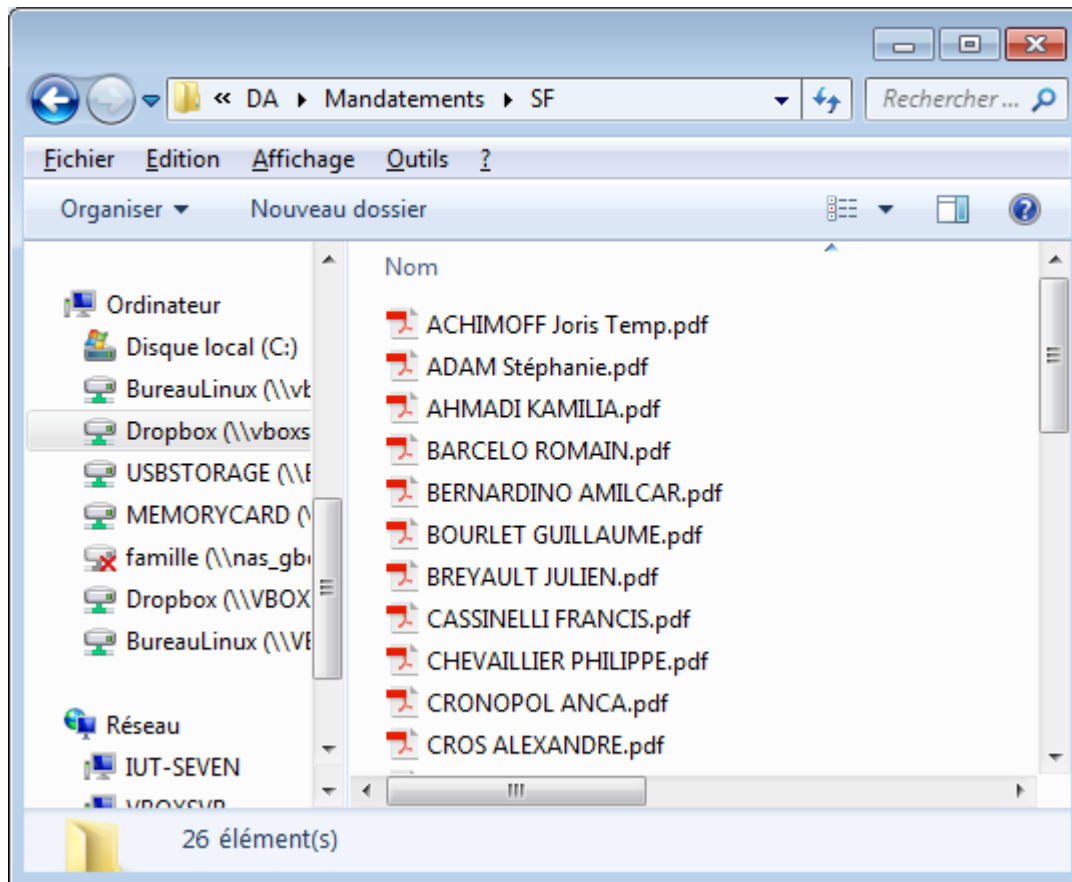 « DA ▸ Mandatements ▸ SF
Rechercher ...
Fichier Edition Affichage Outils ?
Organiser Nouveau dossier
Nom
Ordinateur
Disque local (C:)
BureauLinux (\\vb
Dropbox (\\vboxs
USBSTORAGE (\\
MEMORYCARD (\
famille (\\nas_gb
Dropbox (\\VBOX
BureauLinux (\\VB
Réseau
IUT-SEVEN
VBOXSVR
ACHIMOFF Joris Temp.pdf
ADAM Stéphanie.pdf
AHMADI KAMILIA.pdf
BARCELO ROMAIN.pdf
BERNARDINO AMILCAR.pdf
BOURLET GUILLAUME.pdf
BREYAULT JULIEN.pdf
CASSINELLI FRANCIS.pdf
CHEVAILLIER PHILIPPE.pdf
CRONOPOL ANCA.pdf
CROS ALEXANDRE.pdf
26 élément(s)